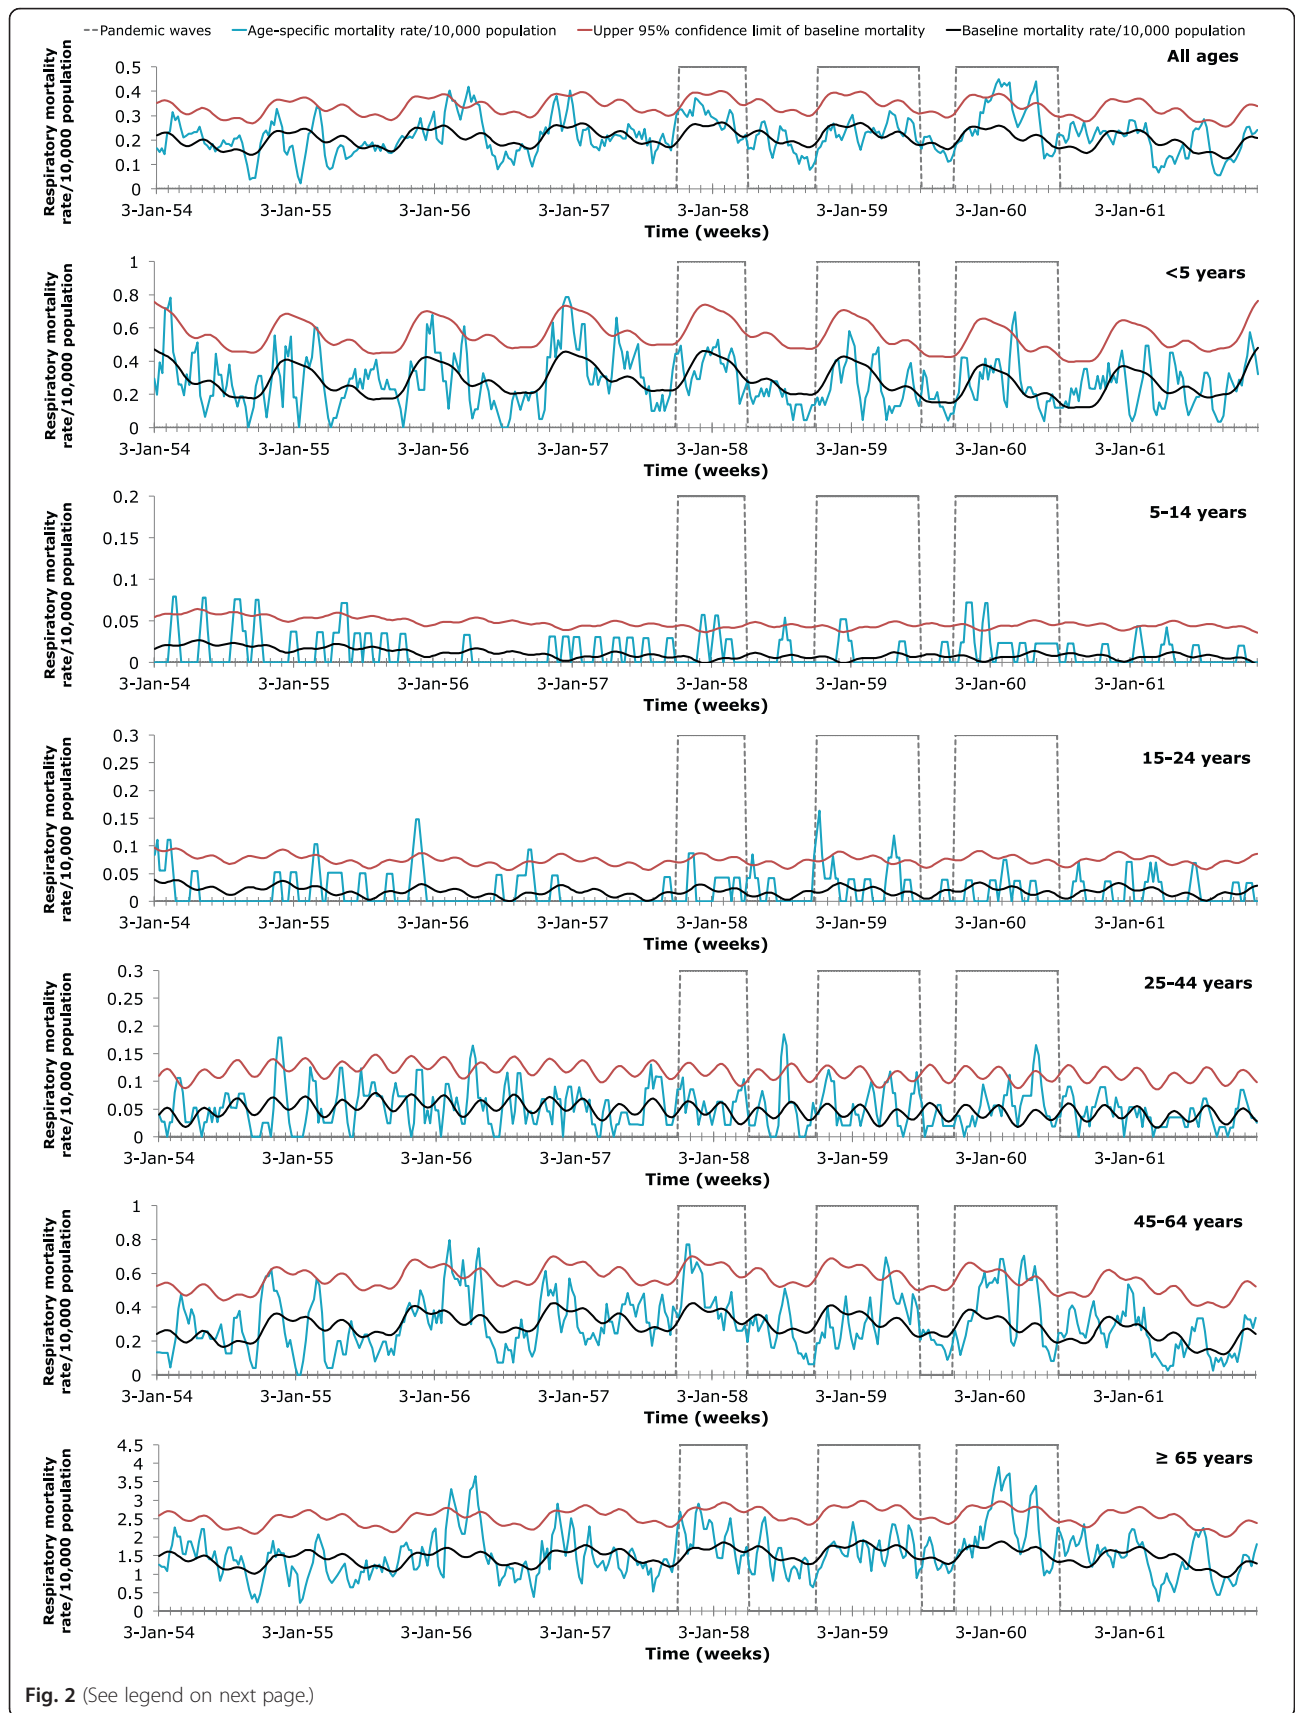 Pandemic waves Age-specific mortality rate/10,000 population Upper 95% confidence limit of baseline mortality Baseline mortality rate/10,000 population
All ages
Respiratory mortality
rate/10,000 population
0.5
0.4
0.3
0.2
0.1
0
3-Jan-54 3-Jan-55 3-Jan-56 3-Jan-57 3-Jan-58 3-Jan-59 3-Jan-60 3-Jan-61
Time (weeks)
<5 years
Respiratory mortality
rate/10,000 population
1
0.8
0.6
0.4
0.2
0
3-Jan-54 3-Jan-55 3-Jan-56 3-Jan-57 3-Jan-58 3-Jan-59 3-Jan-60 3-Jan-61
Time (weeks)
5–14 years
Respiratory mortality
rate/10,000 population
0.2
0.15
0.1
0.05
0
3-Jan-54 3-Jan-55 3-Jan-56 3-Jan-57 3-Jan-58 3-Jan-59 3-Jan-60 3-Jan-61
Time (weeks)
15–24 years
Respiratory mortality
rate/10,000 population
0.3
0.25
0.2
0.15
0.1
0.05
0
3-Jan-54 3-Jan-55 3-Jan-56 3-Jan-57 3-Jan-58 3-Jan-59 3-Jan-60 3-Jan-61
Time (weeks)
25–44 years
Respiratory mortality
rate/10,000 population
0.3
0.25
0.2
0.15
0.1
0.05
0
3-Jan-54 3-Jan-55 3-Jan-56 3-Jan-57 3-Jan-58 3-Jan-59 3-Jan-60 3-Jan-61
Time (weeks)
45–64 years
Respiratory mortality
rate/10,000 population
1
0.8
0.6
0.4
0.2
0
3-Jan-54 3-Jan-55 3-Jan-56 3-Jan-57 3-Jan-58 3-Jan-59 3-Jan-60 3-Jan-61
Time (weeks)
≥ 65 years
Respiratory mortality
rate/10,000 population
4.5
4
3.5
3
2.5
2
1.5
1
0.5
0
3-Jan-54 3-Jan-55 3-Jan-56 3-Jan-57 3-Jan-58 3-Jan-59 3-Jan-60 3-Jan-61
Time (weeks)
Fig. 2 (See legend on next page.)